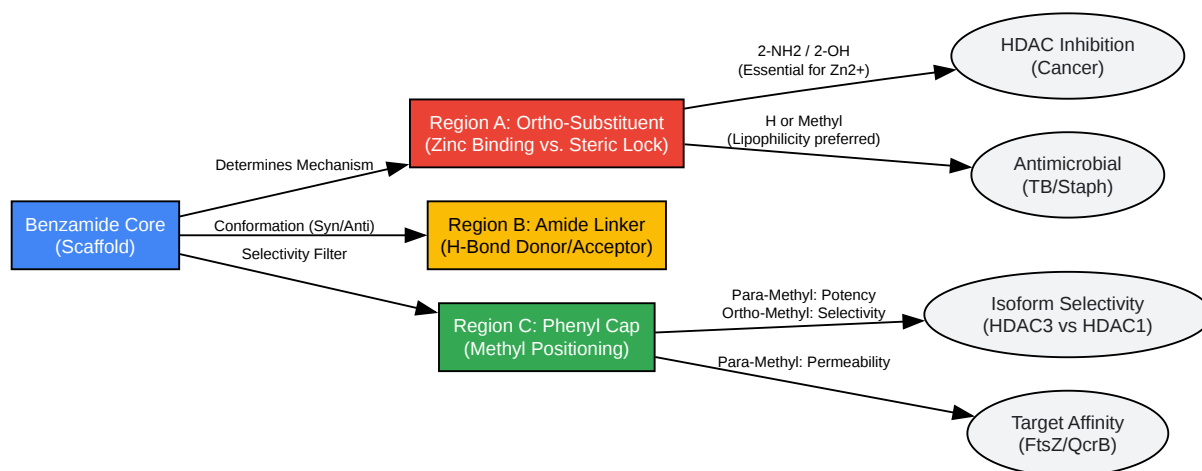 Benzamide Core
(Scaffold)
Determines Mechanism
Conformation (Syn/Anti)
Selectivity Filter
Region A: Ortho-Substituent
(Zinc Binding vs. Steric Lock)
Region B: Amide Linker
(H-Bond Donor/Acceptor)
Region C: Phenyl Cap
(Methyl Positioning)
2-NH2 / 2-OH
(Essential for Zn2+)
H or Methyl
(Lipophilicity preferred)
Para-Methyl: Potency
Ortho-Methyl: Selectivity
Para-Methyl: Permeability
HDAC Inhibition
(Cancer)
Antimicrobial
(TB/Staph)
Isoform Selectivity
(HDAC3 vs HDAC1)
Target Affinity
(FtsZ/QcrB)